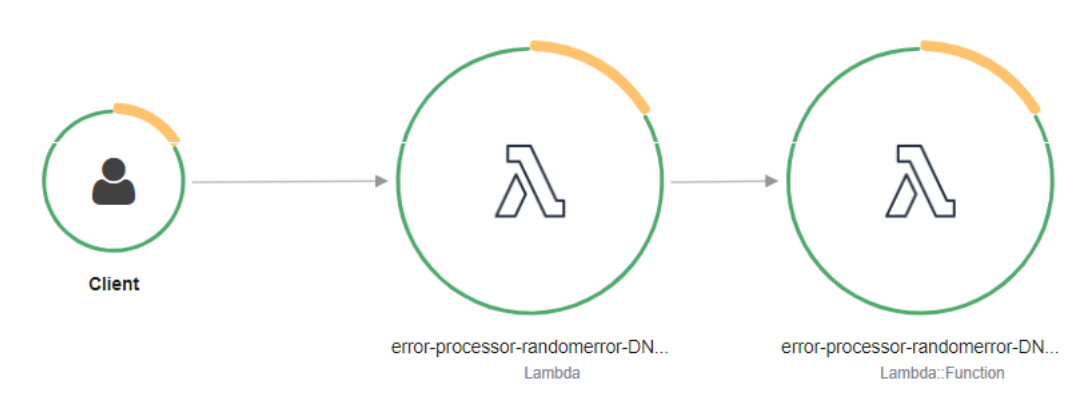 Client
error-processor-randomerror-DN...
Lambda
error-processor-randomerror-DN...
Lambda::Function